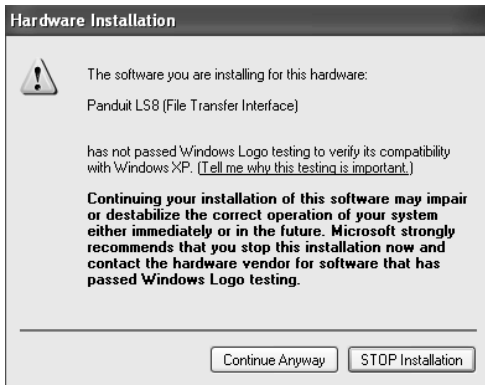 Hardware Installation
The software you are installing for this hardware:
Panduit LS8 (File Transfer Interface)
has not passed Windows Logo testing to verify its compatibility
with Windows XP. (Tell me why this testing is important.)
Continuing your installation of this software may impair
or destabilize the correct operation of your system
either immediately or in the future. Microsoft strongly
recommends that you stop this installation now and
contact the hardware vendor for software that has
passed Windows Logo testing.
Continue Anyway
STOP Installation